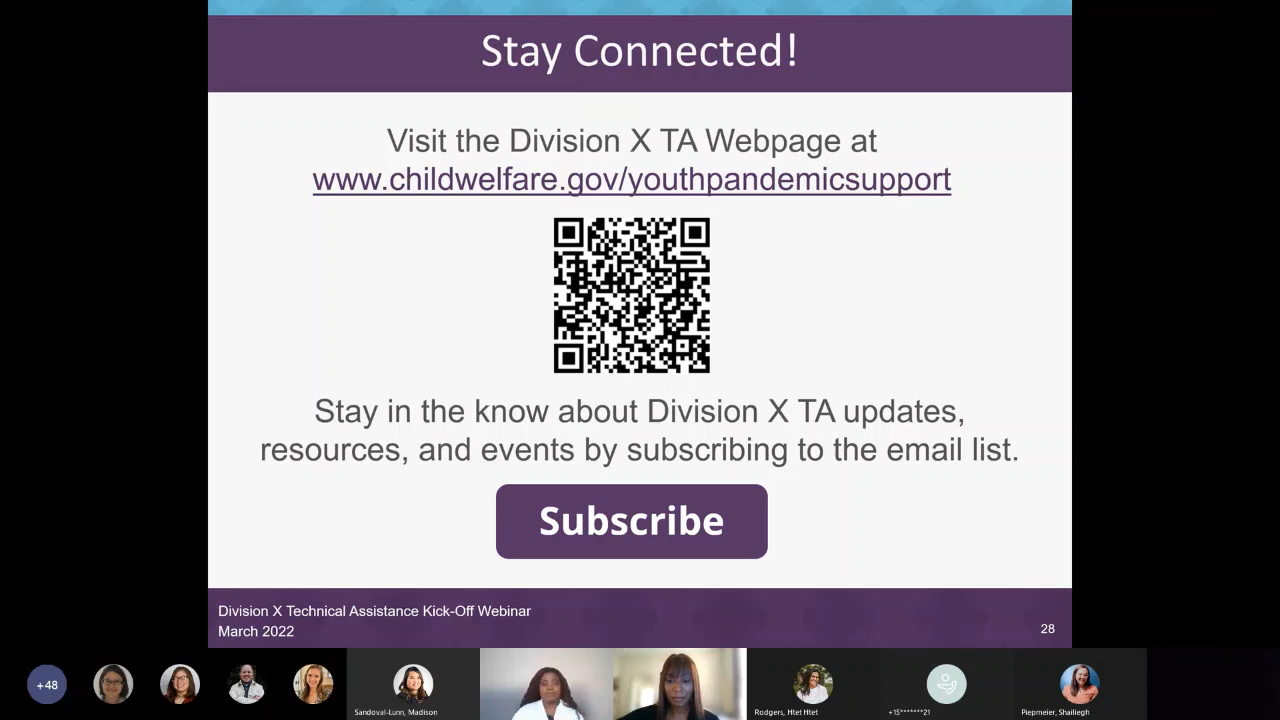 Stay Connected!
Visit the Division X TA Webpage at
www.childwelfare.gov/youthpandemicsupport
Stay in the know about Division X TA updates,
resources, and events by subscribing to the email list.
Subscribe
Division X Technical Assistance Kick-Off Webinar
March 2022
28
+48
Sandoval-Lunn, Madison
Rodgers, Htet Htet
+15*******21
Piepmeier, Shailiegh